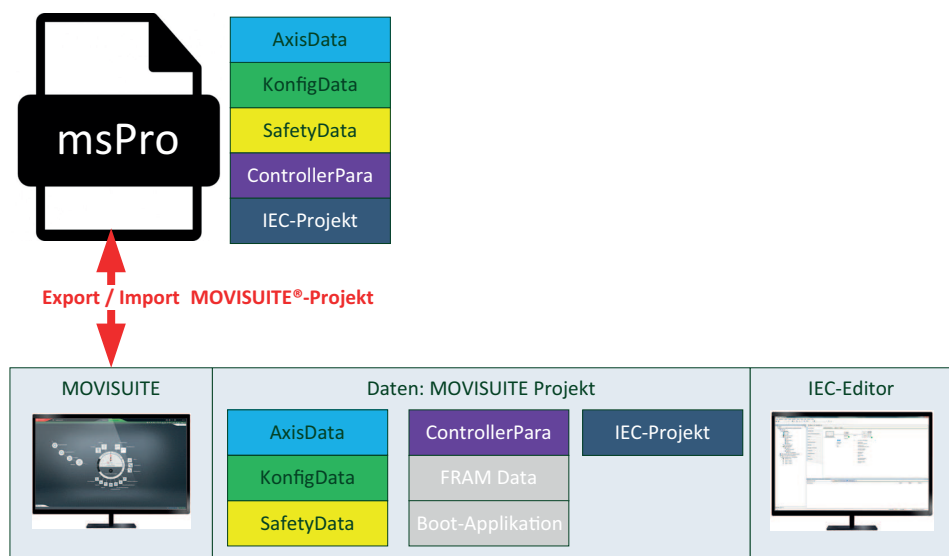 msPro
AxisData
KonfigData
SafetyData
ControllerPara
IEC-Projekt
Export / Import MOVISUITE®-Projekt
MOVISUITE
Daten: MOVISUITE Projekt
IEC-Editor
AxisData
ControllerPara
IEC-Projekt
KonfigData
FRAM Data
SafetyData
Boot-Applikation